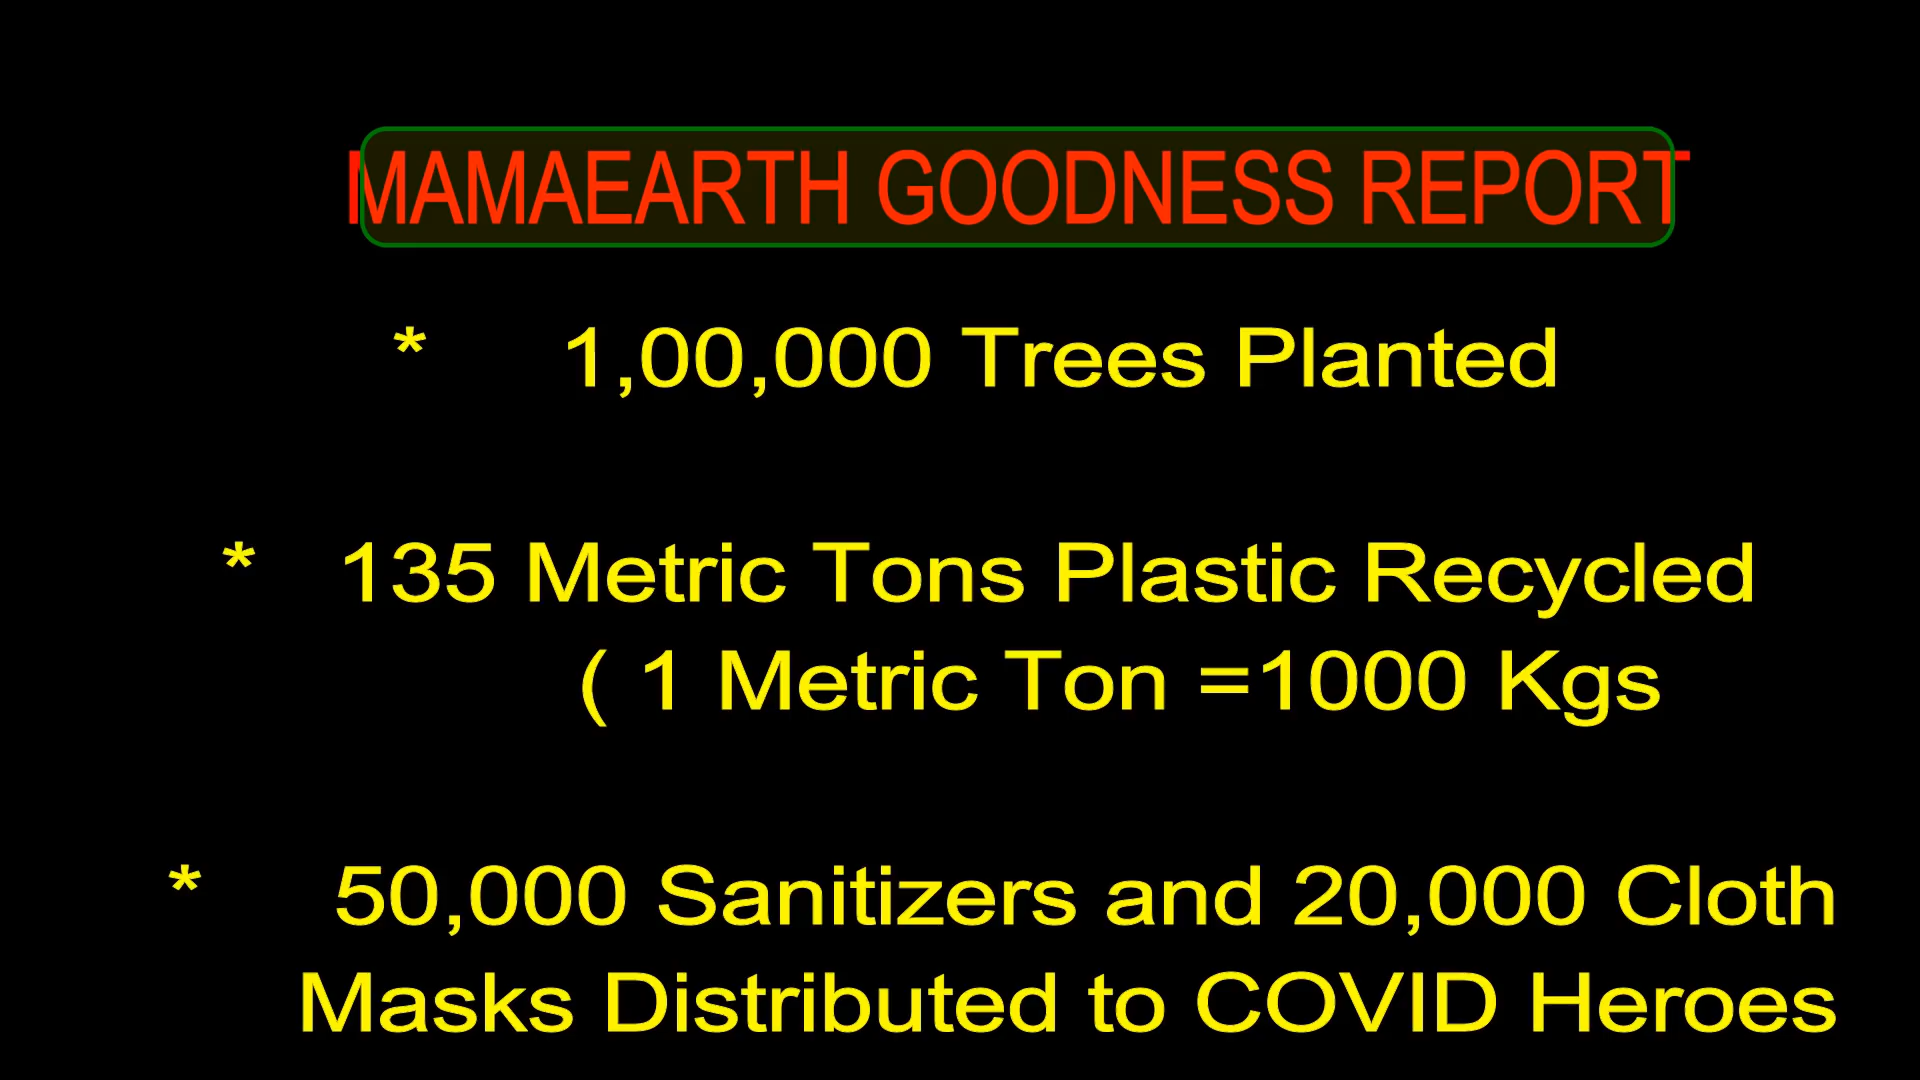 MAMAEARTH GOODNESS REPORT
* 1,00,000 Trees Planted
* 135 Metric Tons Plastic Recycled
( 1 Metric Ton =1000 Kgs
* 50,000 Sanitizers and 20,000 Cloth
Masks Distributed to COVID Heroes